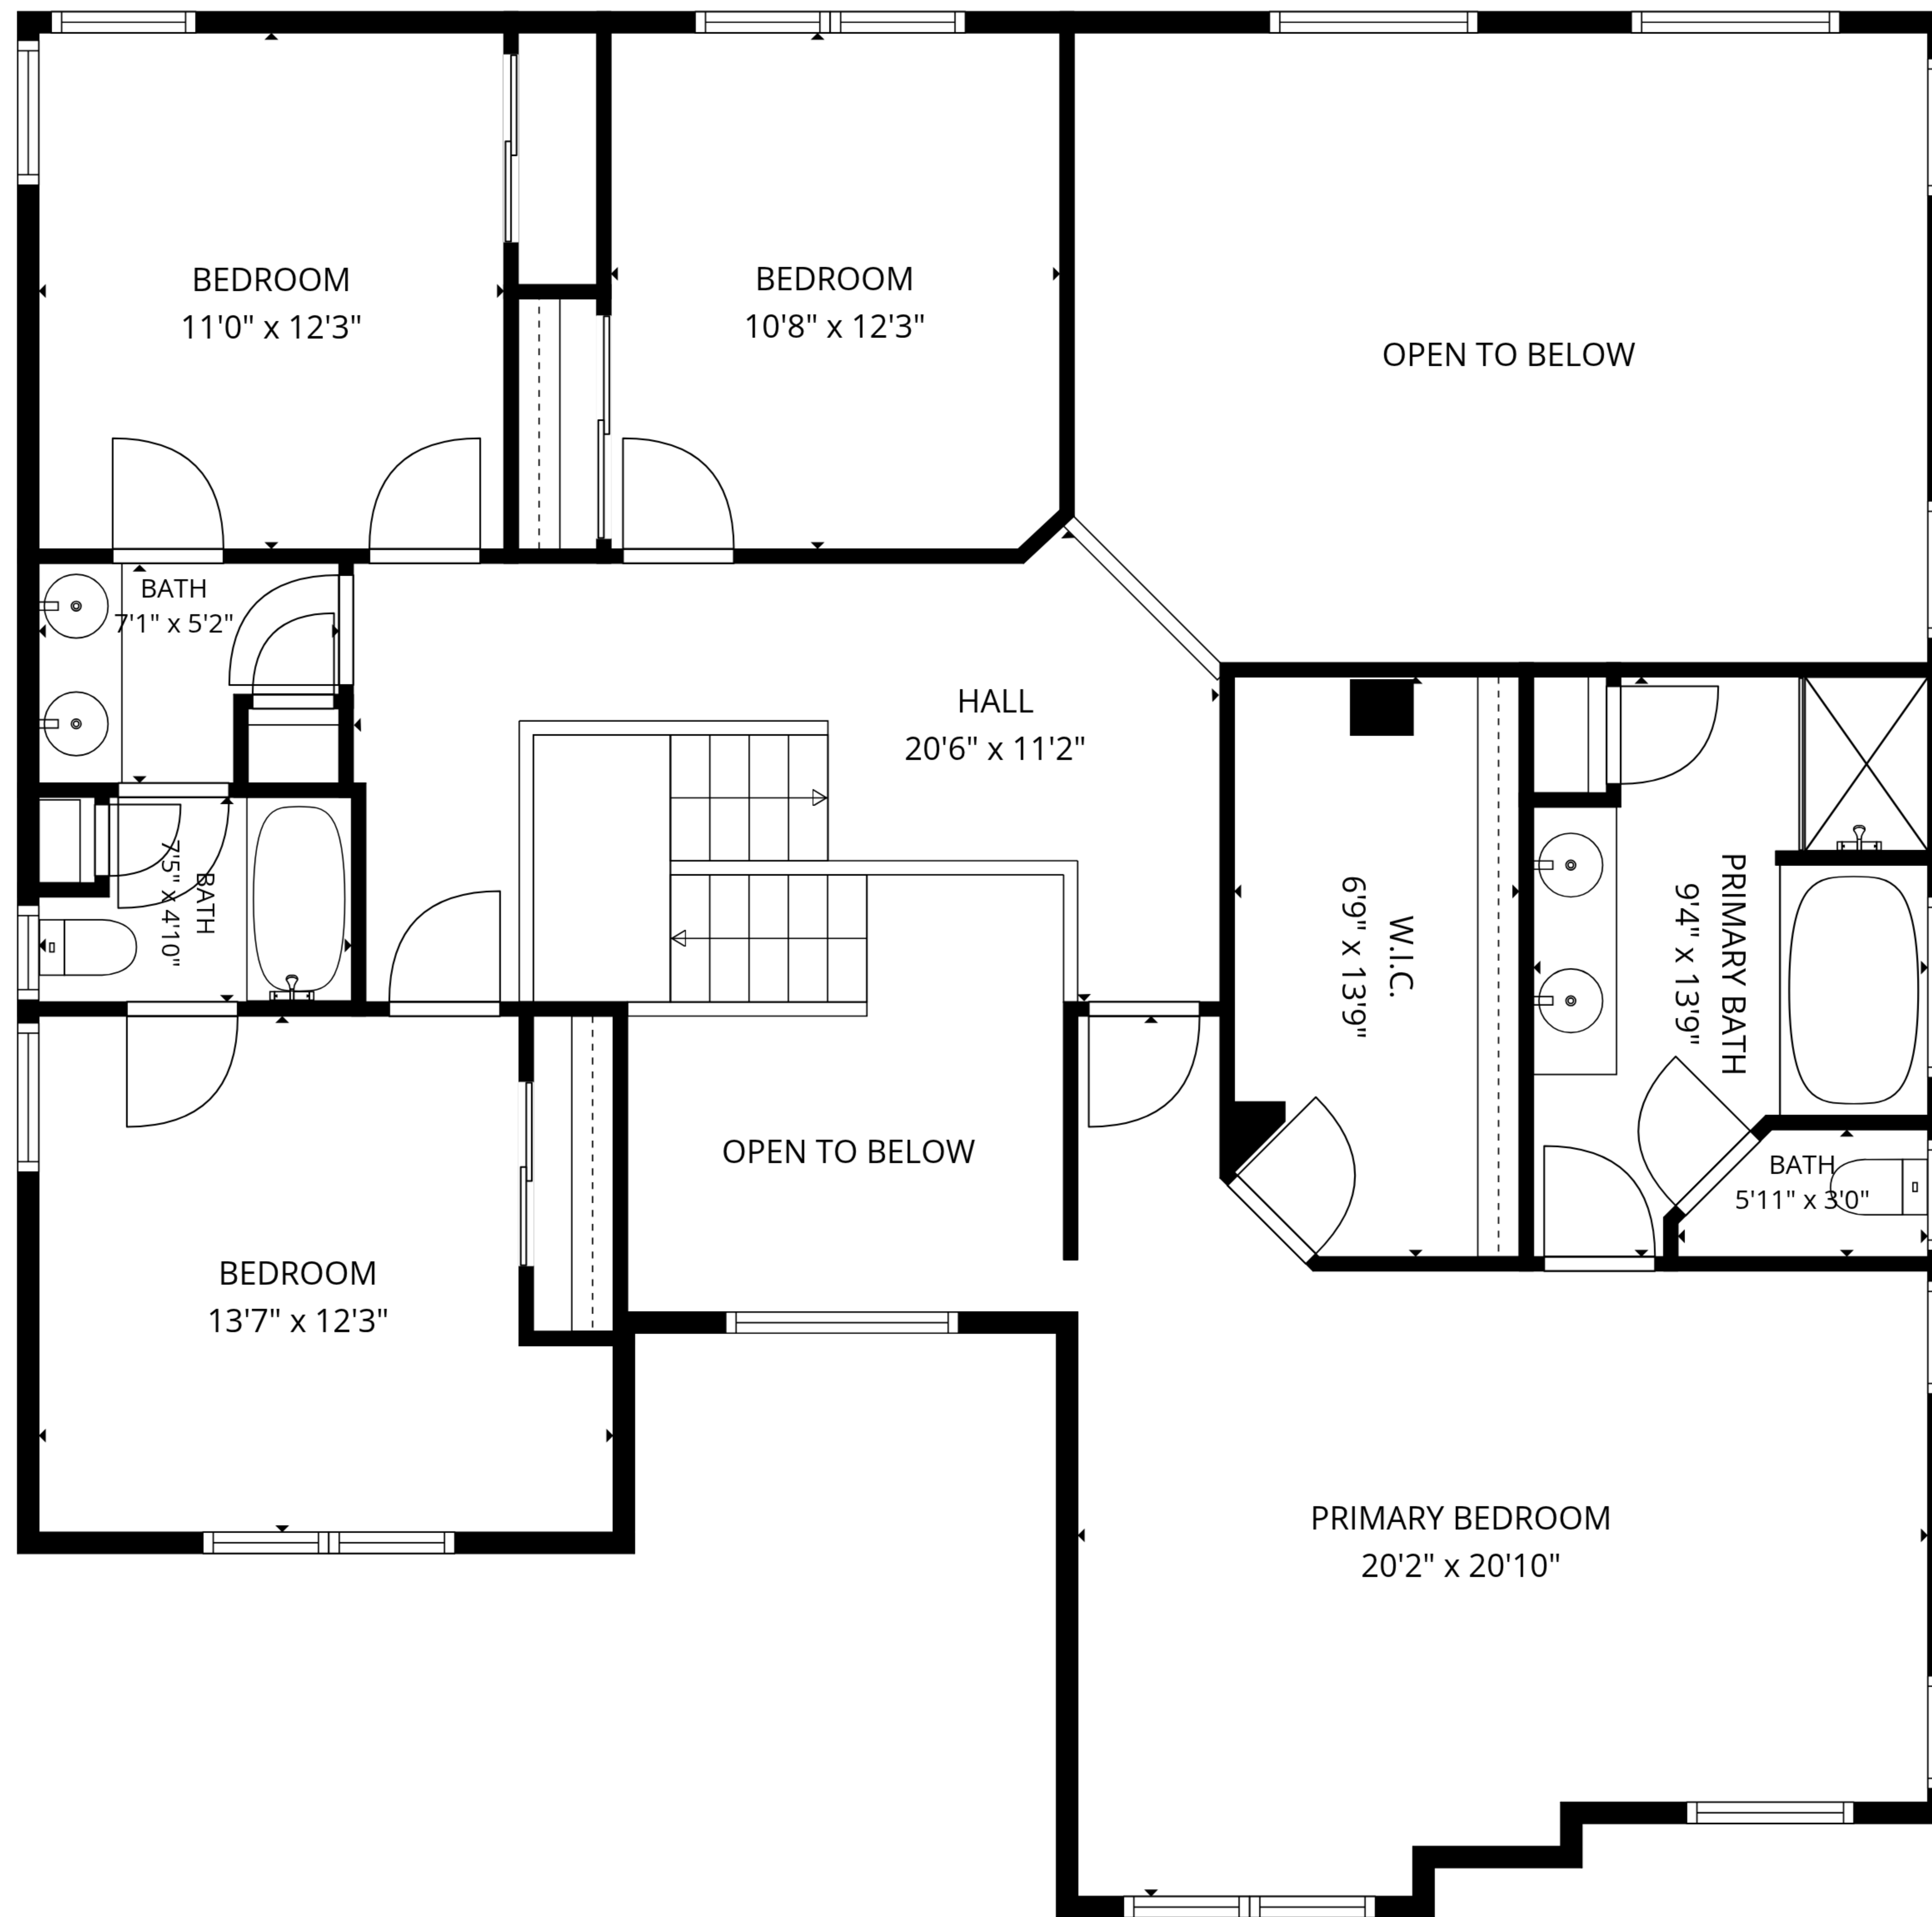 BEDROOM
11'0" x 12'3"
BEDROOM
10'8" x 12'3"
OPEN TO BELOW
BATH
7'1" x 5'2"
HALL
20'6" x 11'2"
BATH
7'5" x 4'10"
W.I.C.
6'9" x 13'9"
PRIMARY BATH
9'4" x 13'9"
OPEN TO BELOW
BATH
5'11" x 3'0"
BEDROOM
13'7" x 12'3"
PRIMARY BEDROOM
20'2" x 20'10"